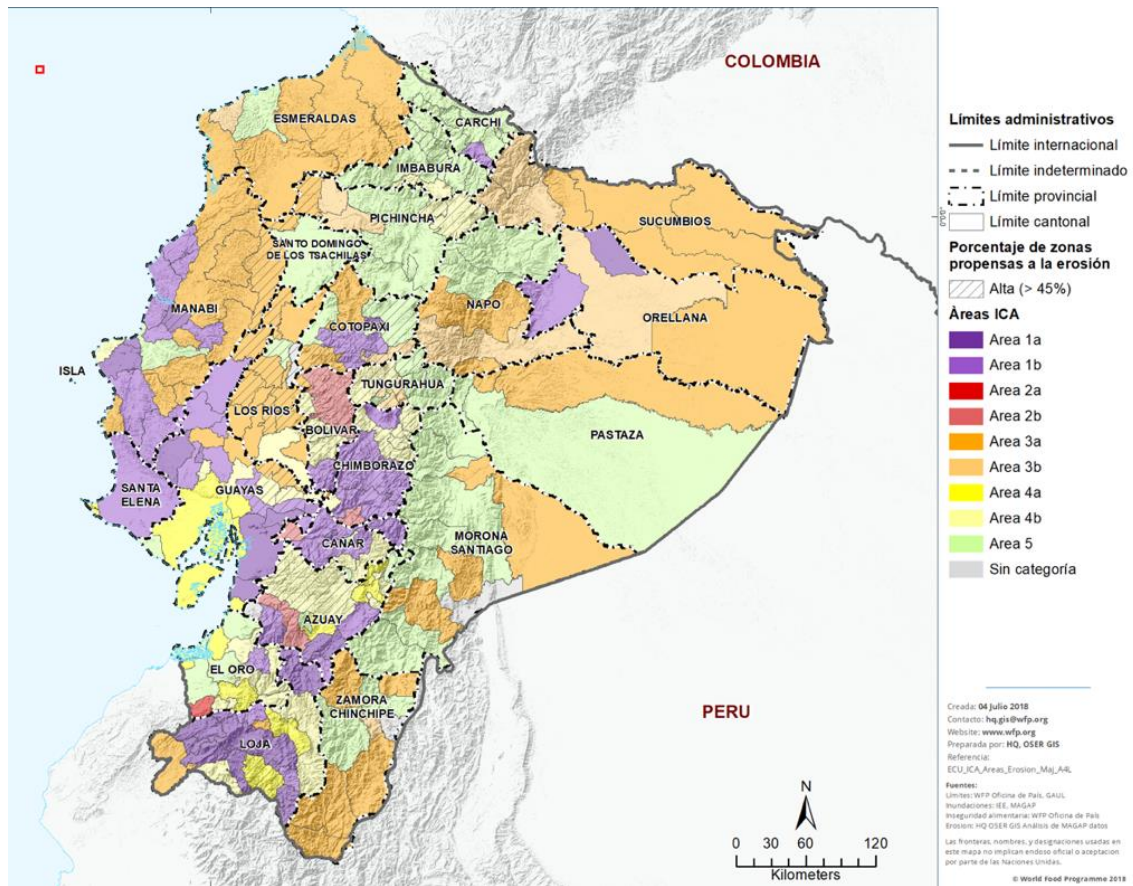 COLOMBIA
ESMERALDAS
CARCHI
IMBABURA
SUCUMBIOS
PICHINCHA
SANTO DOMINGO
DE LOS TSACHILAS
0°0'0"
MANABI
NAPO
ORELLANA
COTOPAXI
ISLA
TUNGURAHUA
LOS RIOS
BOLIVAR
PASTAZA
CHIMBORAZO
SANTA
ELENA
GUAYAS
MORONA
SANTIAGO
CANAR
AZUAY
EL ORO
ZAMORA
CHINCHIPE
LOJA
PERU
N
0 30 60 120
Kilometers
Límites administrativos
Límite internacional
Límite indeterminado
Límite provincial
Límite cantonal
Porcentaje de zonas
propensas a la erosión
Alta (> 45%)
Àreas ICA
Area 1a
Area 1b
Area 2a
Area 2b
Area 3a
Area 3b
Area 4a
Area 4b
Area 5
Sin categoría
Creada: 04 Julio 2018
Contacto: hq.gis@wfp.org
Website: www.wfp.org
Preparada por: HQ, OSER GIS
Referencia:
ECU_ICA_Areas_Erosion_Maj_A4L
Fuentes:
Límites: WFP Oficina de País, GAUL
Inundaciones: IEE, MAGAP
Inseguridad alimentaria: WFP Oficina de País
Erosion: HQ OSER GIS Análisis de MAGAP datos
Las fronteras, nombres, y designaciones usadas en
este mapa no implican endoso oficial o aceptacion
por parte de las Naciones Unidas.
© World Food Programme 2018